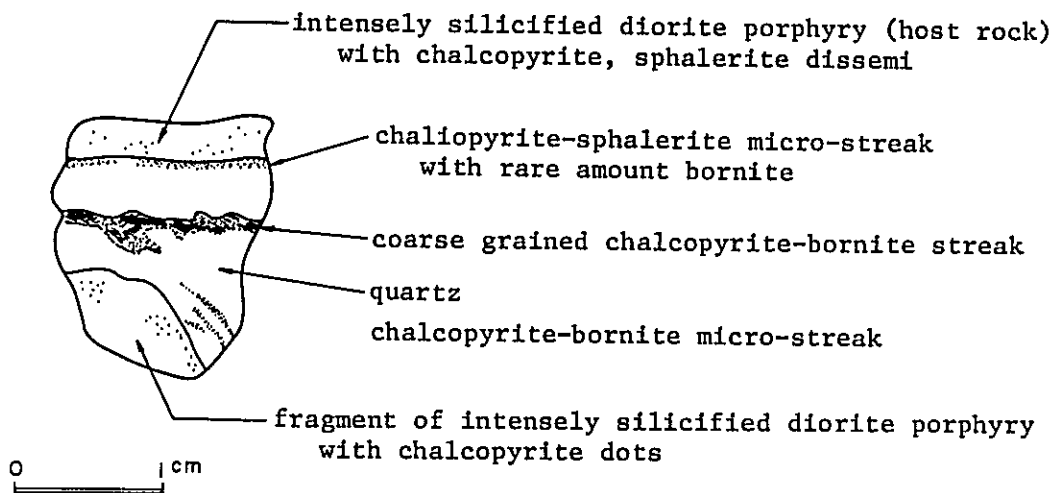 intensely silicified diorite porphyry (host rock)
with chalcopyrite, sphalerite dissemi
chaliopyrite-sphalerite micro-streak
with rare amount bornite
coarse grained chalcopyrite-bornite streak
quartz
chalcopyrite-bornite micro-streak
fragment of intensely silicified diorite porphyry
with chalcopyrite dots
0 1 cm